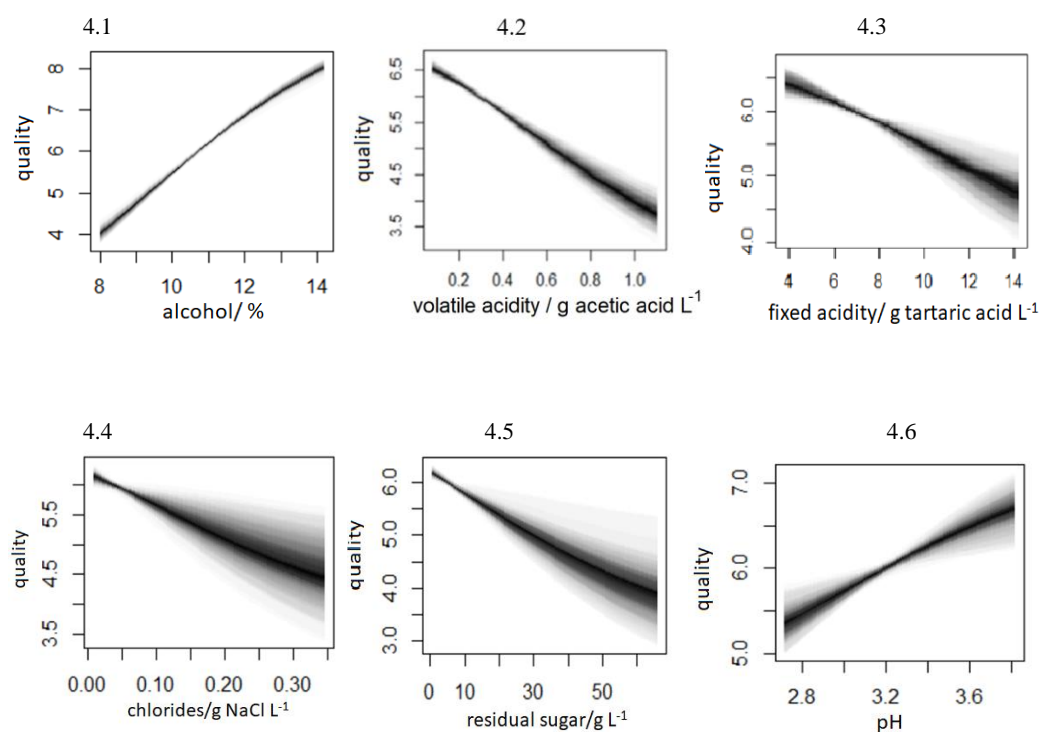 4.1
quality
8
7
6
5
4
8 10 12 14
alcohol/ %
4.2
quality
6.5
5.5
4.5
3.5
0.2 0.4 0.6 0.8 1.0
volatile acidity / g acetic acid L-1
4.3
quality
6.0
5.0
4.0
4 6 8 10 12 14
fixed acidity/ g tartaric acid L-1
4.4
quality
5.5
4.5
3.5
0.00 0.10 0.20 0.30
chlorides/g NaCl L-1
4.5
quality
6.0
5.0
4.0
3.0
0 10 30 50
residual sugar/g L-1
4.6
quality
7.0
6.0
5.0
2.8 3.2 3.6
pH